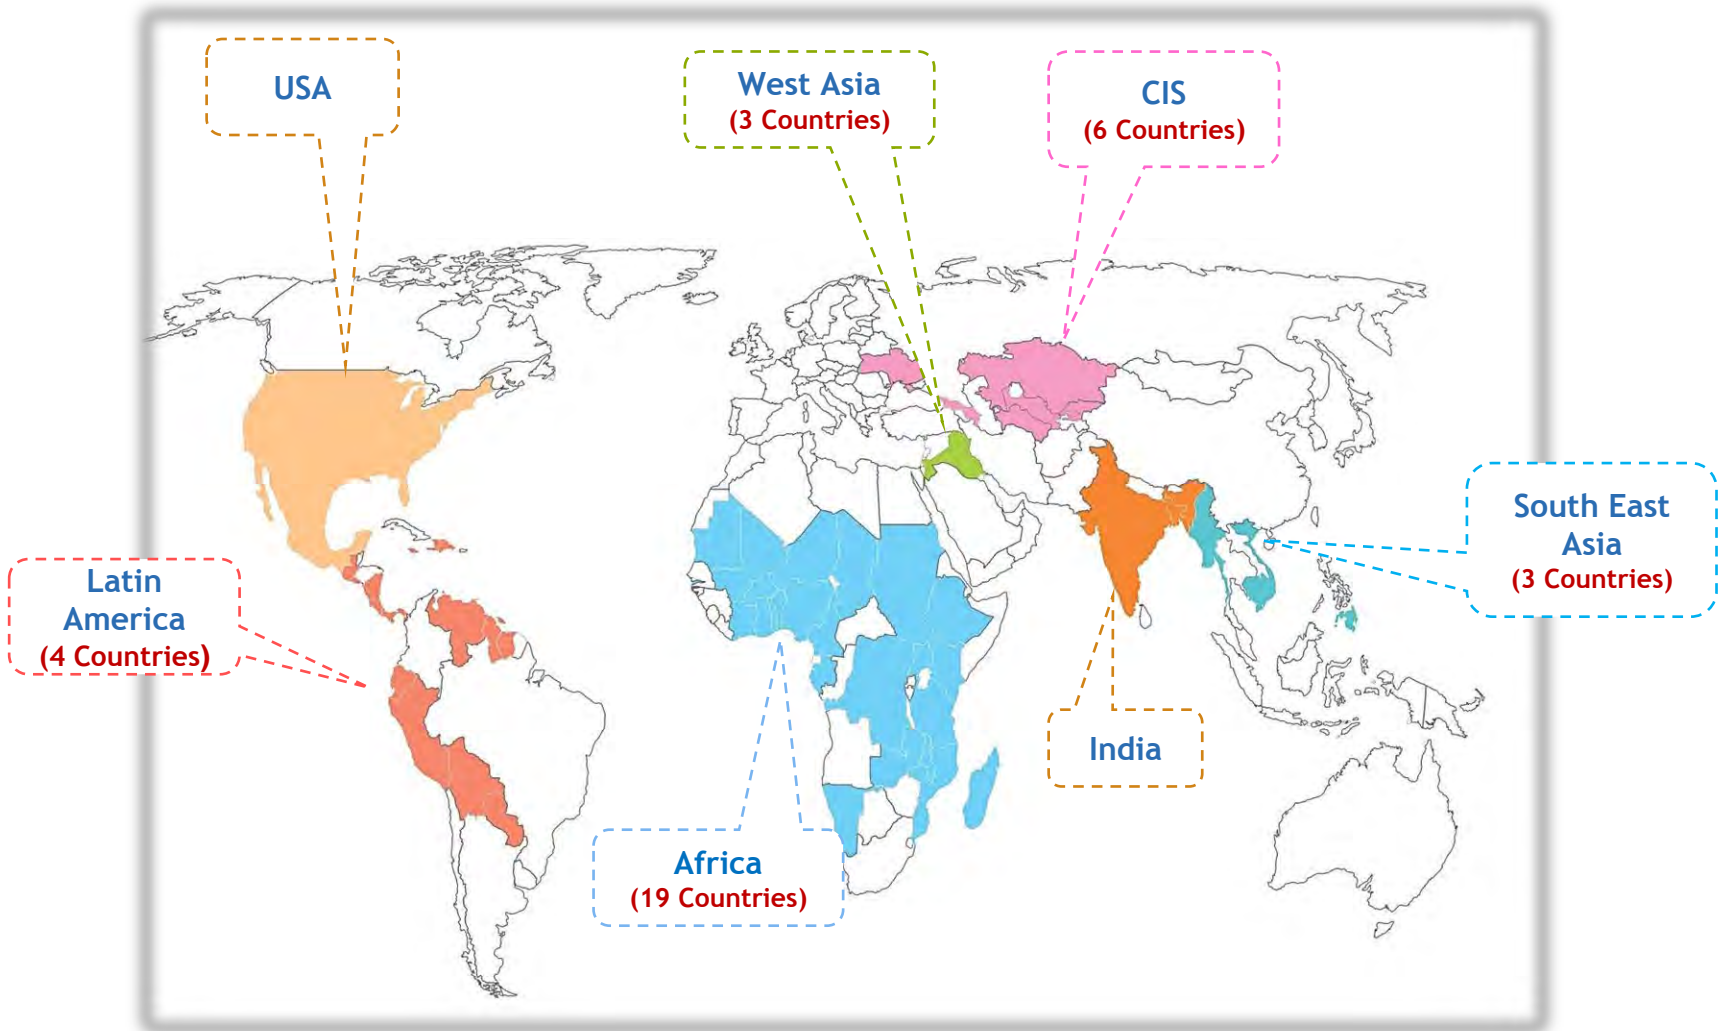 USA
West Asia
(3 Countries)
CIS
(6 Countries)
South East
Asia
(3 Countries)
Latin
America
(4 Countries)
India
Africa
(19 Countries)